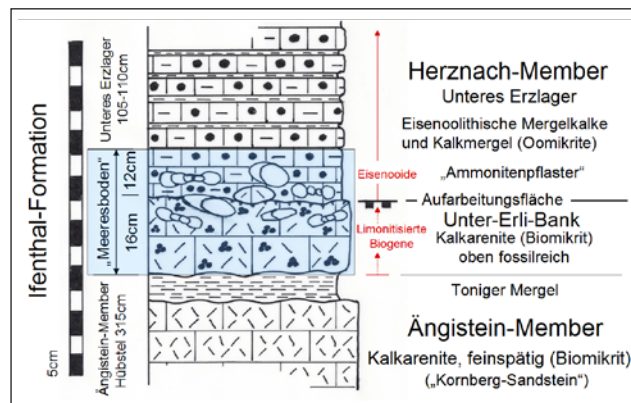 Ifenthal-Formation
5cm
Unteres Erzlager
105-110cm
„Meeresboden“
12cm
16cm
Ängistein-Member
Hübstel 315cm
Eisenooide
Limonitisierte
Biogene
Herznach-Member
Unteres Erzlager
Eisenoolithische Mergelkalke
und Kalkmergel (Oomikrite)
„Ammonitenpflaster“
Aufarbeitungsfläche
Unter-Erli-Bank
Kalkarenite (Biomikrit)
oben fossilreich
Toniger Mergel
Ängistein-Member
Kalkarenite, feinspätig (Biomikrit)
(„Kornberg-Sandstein“)